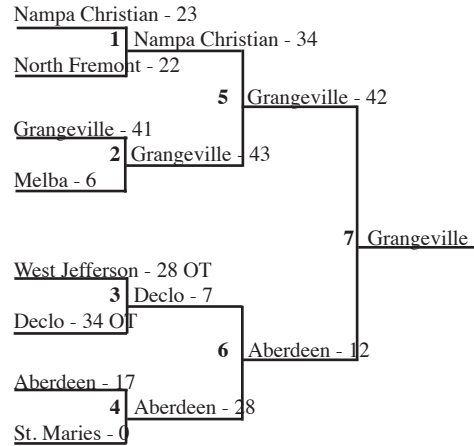 Nampa Christian - 23
1 Nampa Christian - 34
North Fremont - 22
5 Grangeville - 42
Grangeville - 41
2 Grangeville - 43
Melba - 6
7 Grangeville
West Jefferson - 28 OT
3 Declo - 7
Declo - 34 OT
6 Aberdeen - 12
Aberdeen - 17
4 Aberdeen - 28
St. Maries - 0